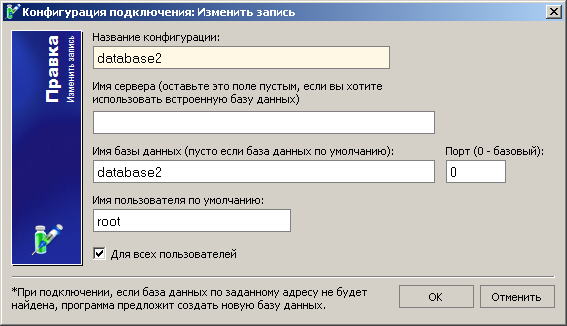 Конфигурация подключения: Изменить запись
Правка
Изменить запись
Название конфигурации:
database2
Имя сервера (оставьте это поле пустым, если вы хотите
использовать встроенную базу данных)
Имя базы данных (пусто если база данных по умолчанию):
Порт (0 - базовый):
database2
0
Имя пользователя по умолчанию:
root
Для всех пользователей
*При подключении, если база данных по заданному адресу не будет
найдена, программа предложит создать новую базу данных.
OK
Отменить